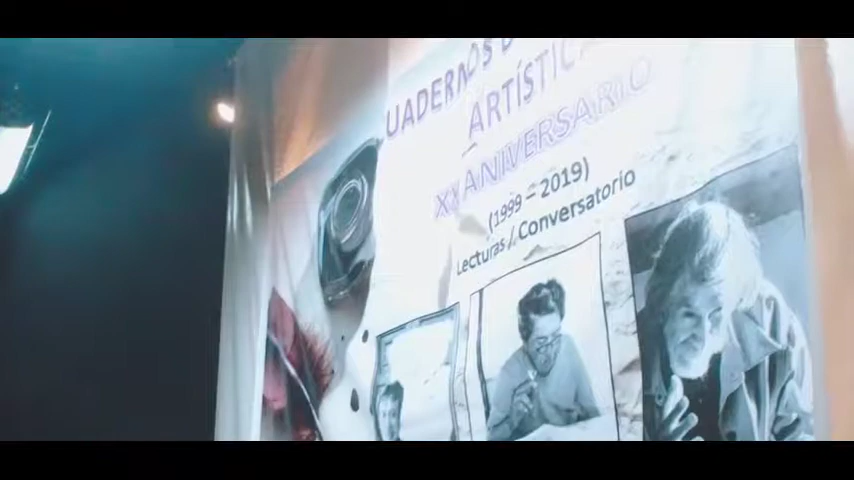 UADERNOS D
ARTÍSTICA
XX ANIVERSARIO
(1999 – 2019)
Lecturas / Conversatorio